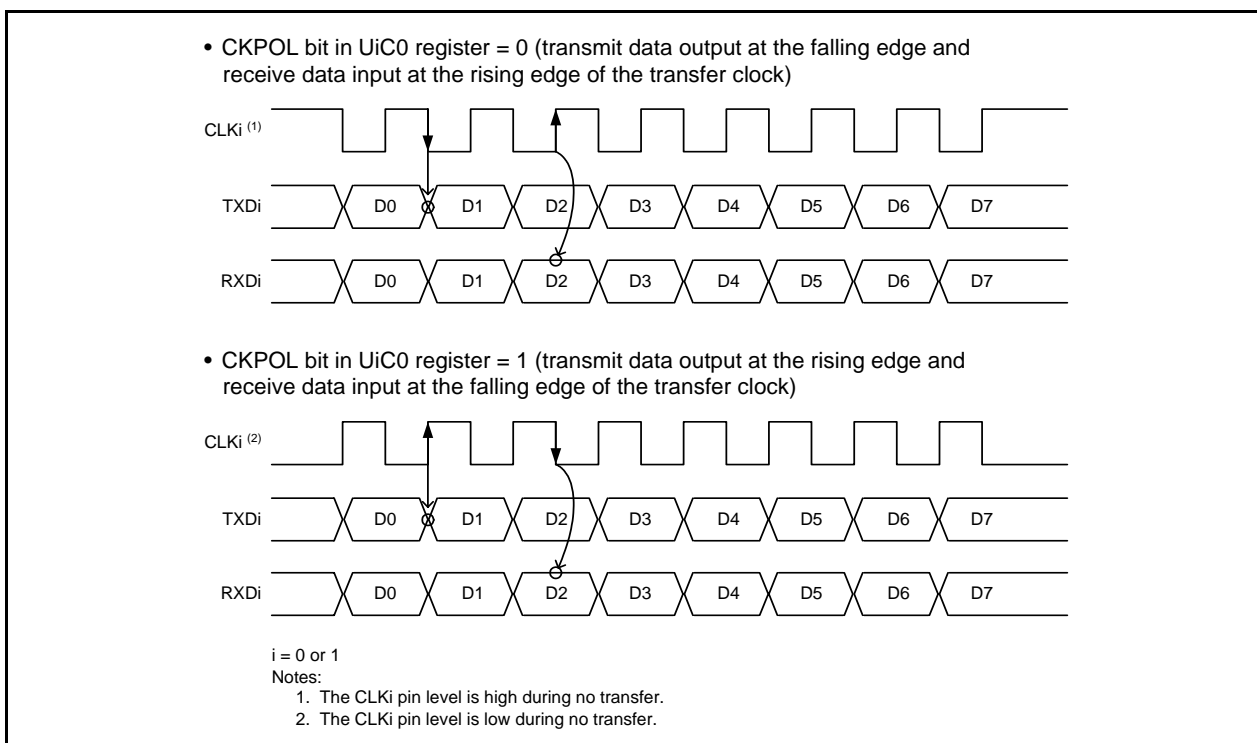 • CKPOL bit in UiC0 register = 0 (transmit data output at the falling edge and
receive data input at the rising edge of the transfer clock)
CLKi (1)
TXDi D0 D1 D2 D3 D4 D5 D6 D7
RXDi D0 D1 D2 D3 D4 D5 D6 D7
• CKPOL bit in UiC0 register = 1 (transmit data output at the rising edge and
receive data input at the falling edge of the transfer clock)
CLKi (2)
TXDi D0 D1 D2 D3 D4 D5 D6 D7
RXDi D0 D1 D2 D3 D4 D5 D6 D7
i = 0 or 1
Notes:
1. The CLKi pin level is high during no transfer.
2. The CLKi pin level is low during no transfer.